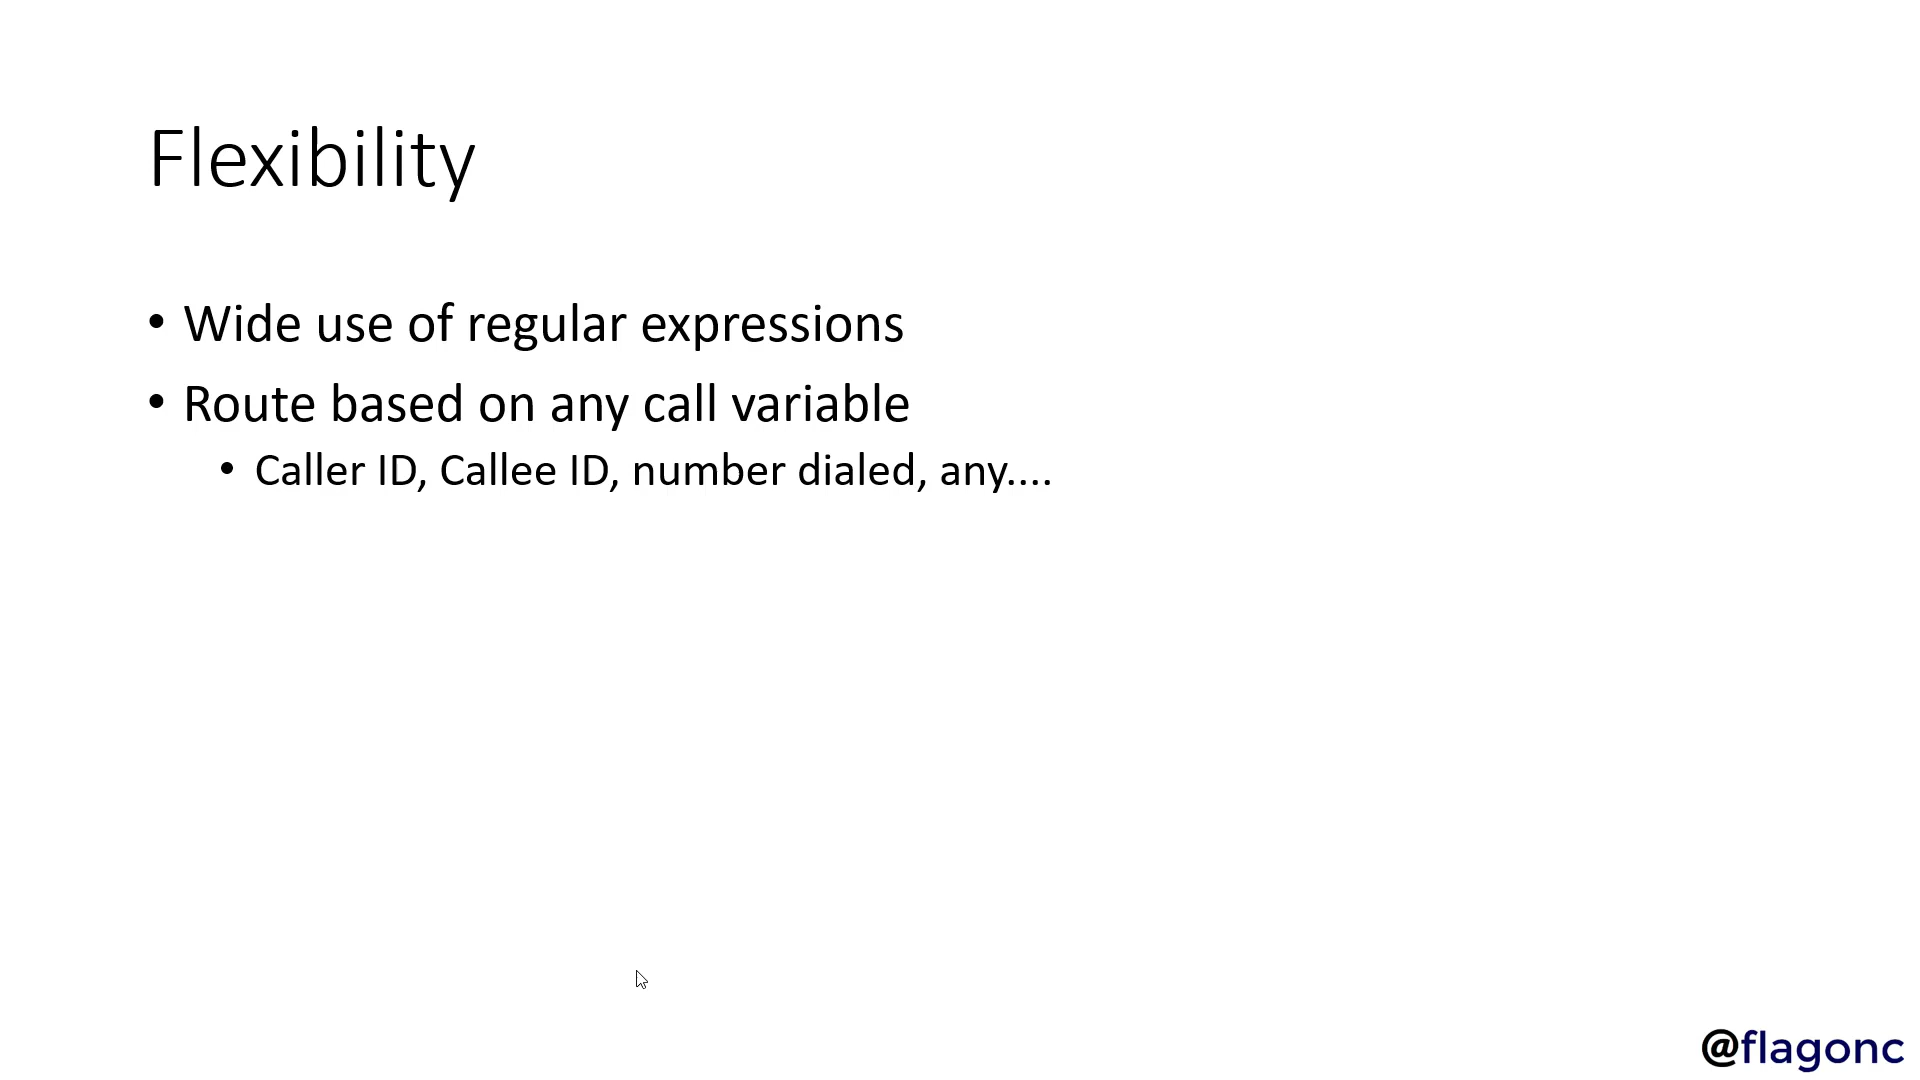 Flexibility
• Wide use of regular expressions
• Route based on any call variable
• Caller ID, Callee ID, number dialed, any....
@flagonc